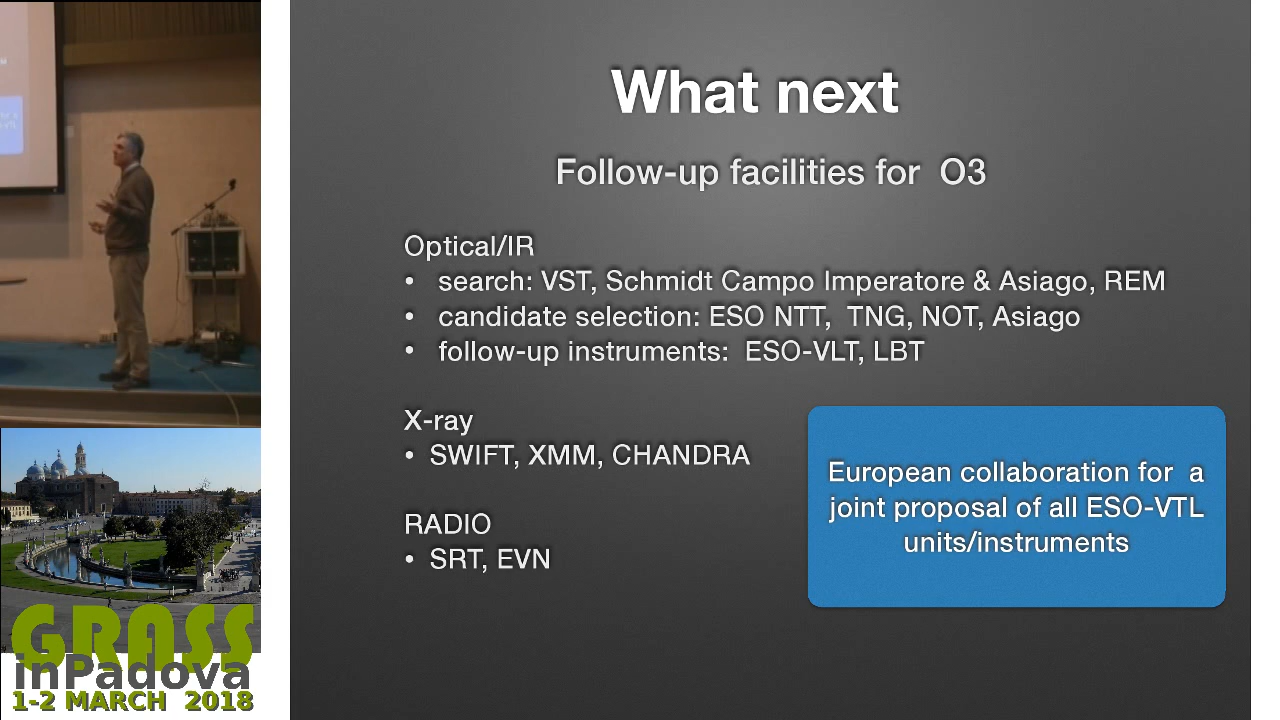 What next
Follow-up facilities for O3
Optical/IR
• search: VST, Schmidt Campo Imperatore & Asiago, REM
• candidate selection: ESO NTT, TNG, NOT, Asiago
• follow-up instruments: ESO-VLT, LBT
X-ray
• SWIFT, XMM, CHANDRA
RADIO
• SRT, EVN
European collaboration for a
joint proposal of all ESO-VTL
units/instruments
GRASS
inPadova
1-2 MARCH 2018